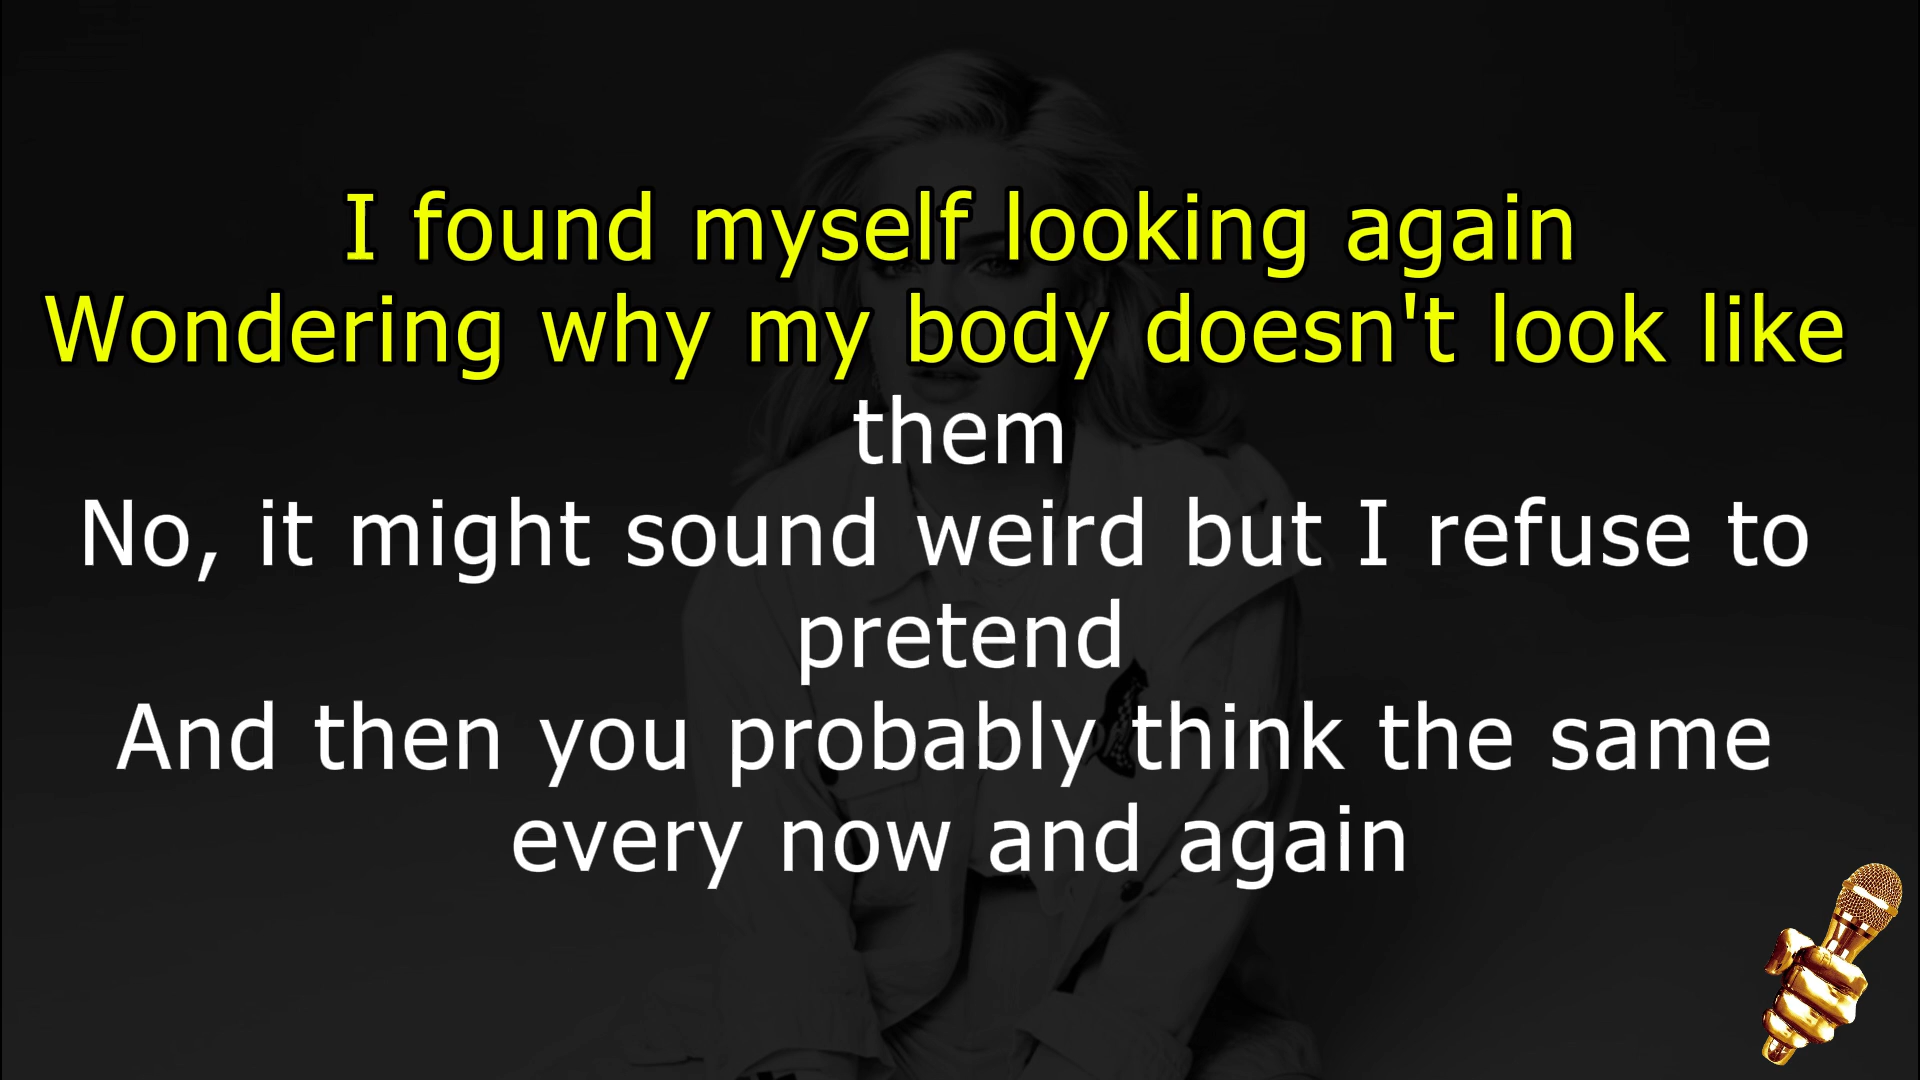 I found myself looking again
Wondering why my body doesn't look like
them
No, it might sound weird but I refuse to
pretend
And then you probably think the same
every now and again